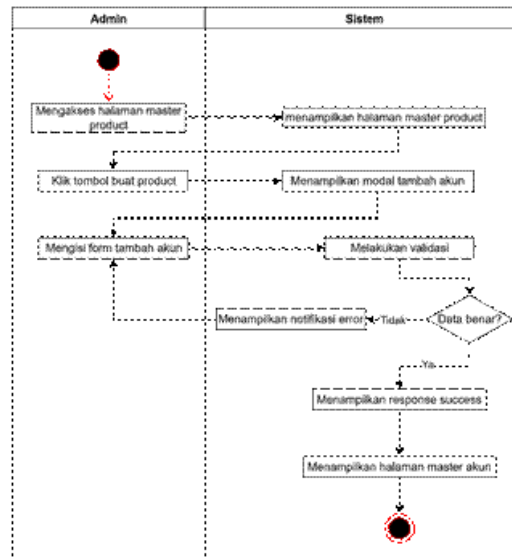 Admin
Sistem
Mengakses halaman master
product
menampilkan halaman master product
Klik tombol buat product
Menampilkan modal tambah akun
Mengisi form tambah akun
Melakukan validasi
Menampilkan notifikasi error
Tidak
Data benar?
Ya
Menampilkan response success
Menampilkan halaman master akun